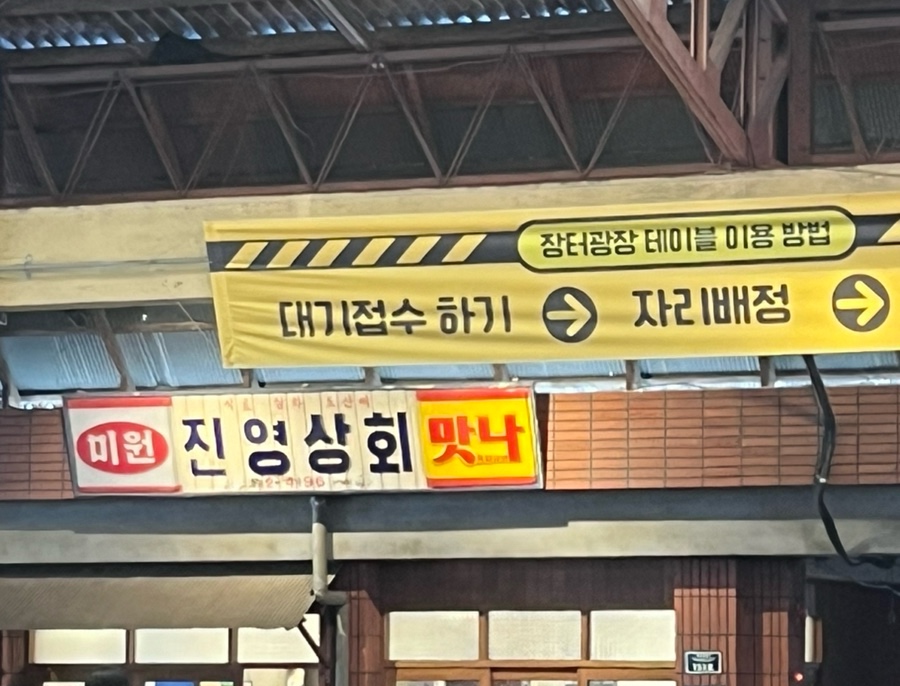 장터광장 테이블 이용 방법
대기접수 하기 자리배정
미원 진영상회 맛나